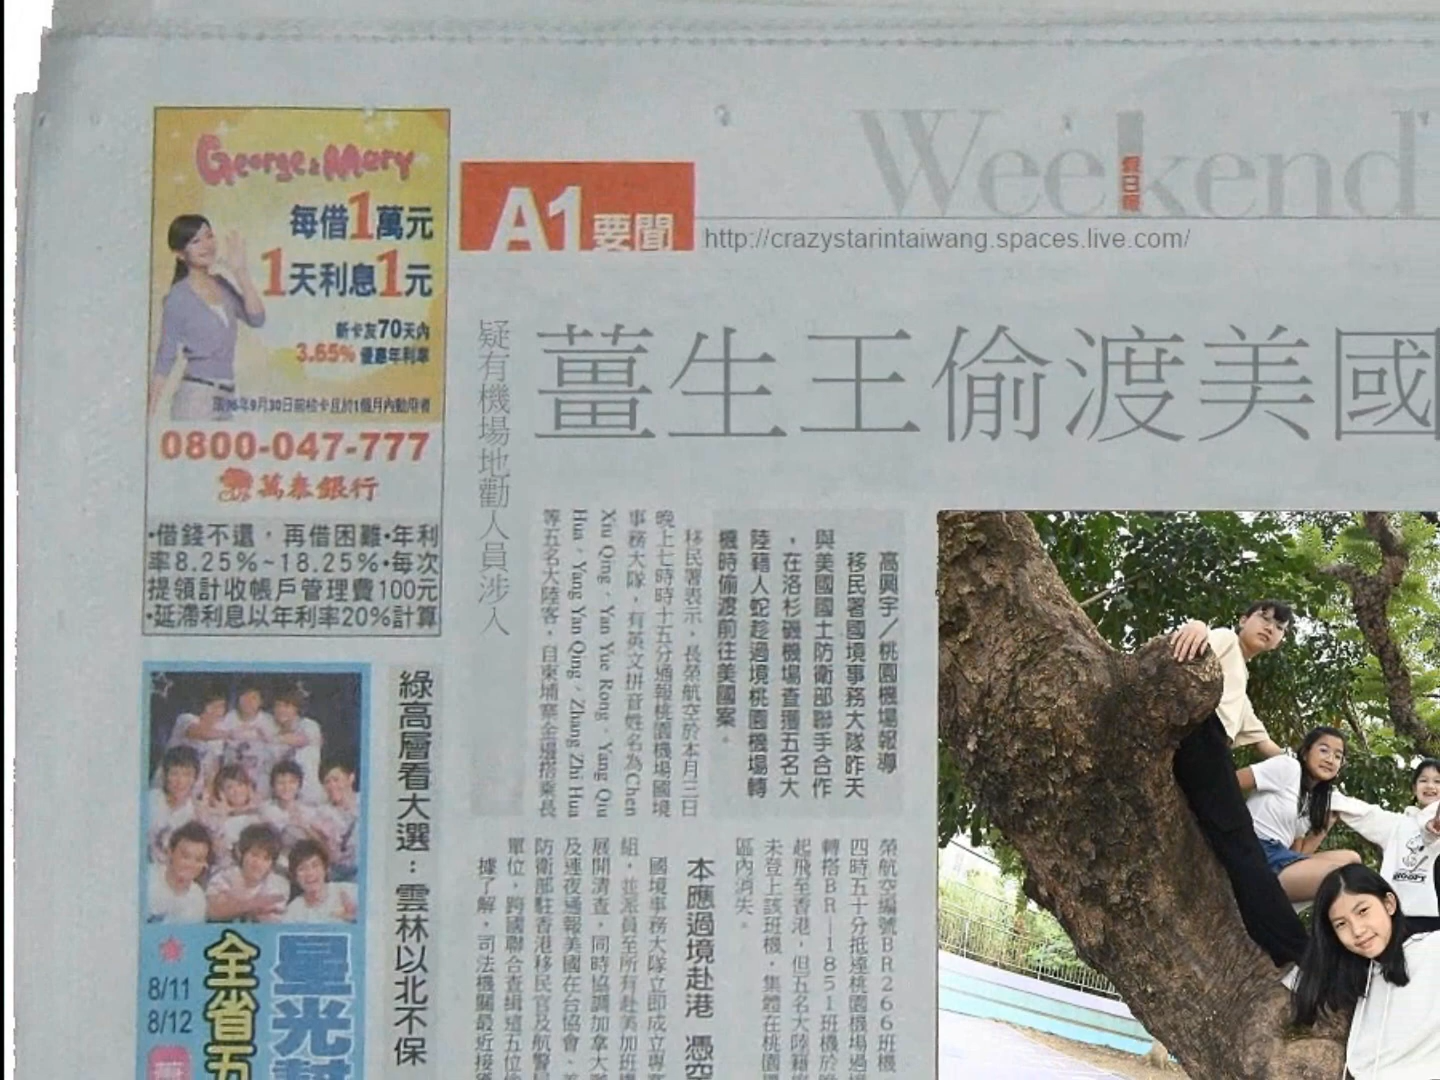 George & Mary
每借1萬元
1天利息1元
新卡友70天內
3.65% 優惠年利率
0800-047-777
萬泰銀行
•借錢不還，再借困難•年利
率8.25%~18.25%•每次
提領計收帳戶管理費100元
•延滯利息以年利率20%計算
A1要聞
Weekend
假日報
http://crazystarintaiwang.spaces.live.com/
薑生王偷渡美國
疑有機場地勤人員涉入
高興宇／桃園機場報導
移民署國境事務大隊昨天
與美國國土防衛部聯手合作
，在洛杉磯機場查獲五名大
陸籍人蛇趁過境桃園機場轉
機時偷渡前往美國案。
移民署表示，長榮航空於本月三日
晚上七時時十五分通報桃園機場國境
事務大隊，有英文拼音姓名為Chen
Xiu Qing、Yan Yue Rong、Yang Qiu
Hua、Yang Yan Qing、Zhang Zhi Hua
等五名大陸客，自柬埔寨金邊搭乘長
榮航空編號BR266班機
四時五十分抵達桃園機場過
轉搭BR-1851班機於
起飛至香港，但五名大陸籍
未登上該班機，集體在桃園
區內消失。
本應過境赴港 憑空
國境事務大隊立即成立專
組，並派員至所有赴美加班
展開清查，同時協調加拿大
及連夜通報美國在台協會、
防衛部駐香港移民官及航警
單位，跨國聯合查緝這五位
據了解，司法機關最近接
綠高層看大選：雲林以北不保
8/11
8/12
全省五
星光幫